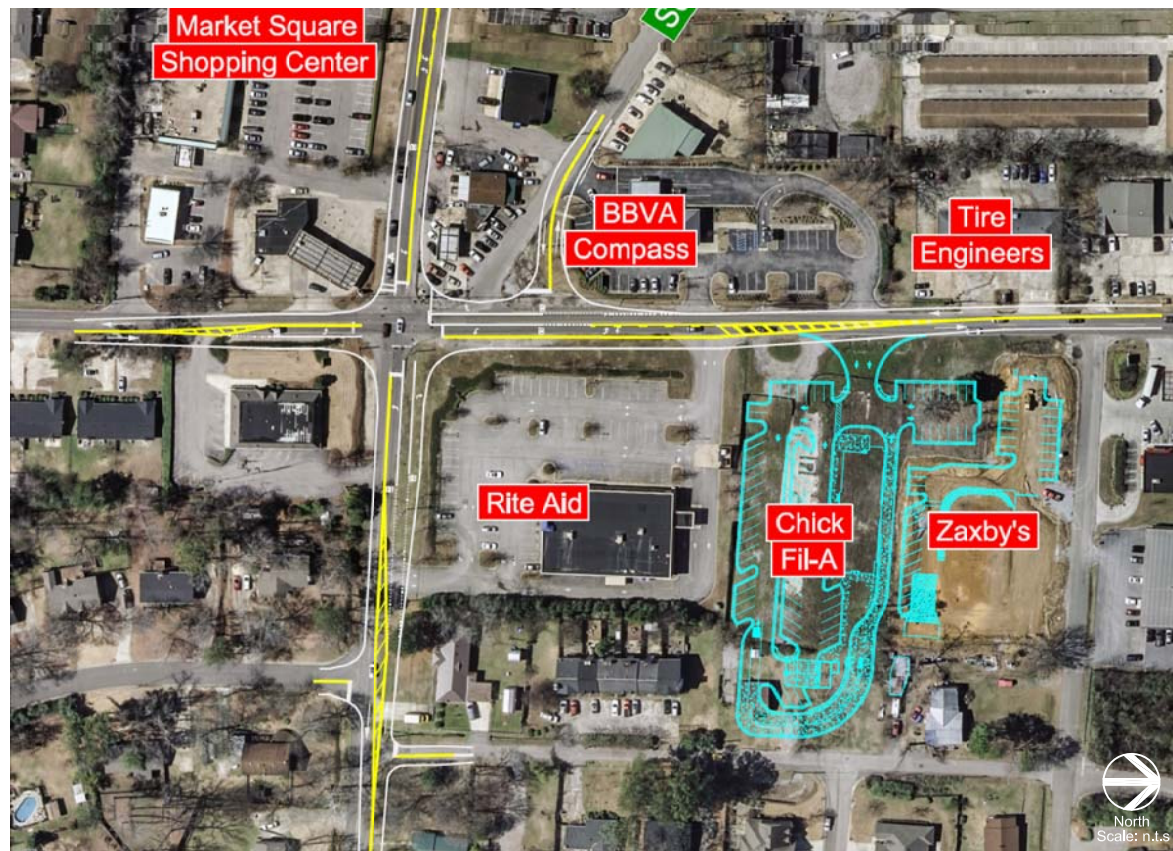 Market Square
Shopping Center
BBVA
Compass
Tire
Engineers
Rite Aid
Chick
Fil-A
Zaxby's
North
Scale: n.t.s